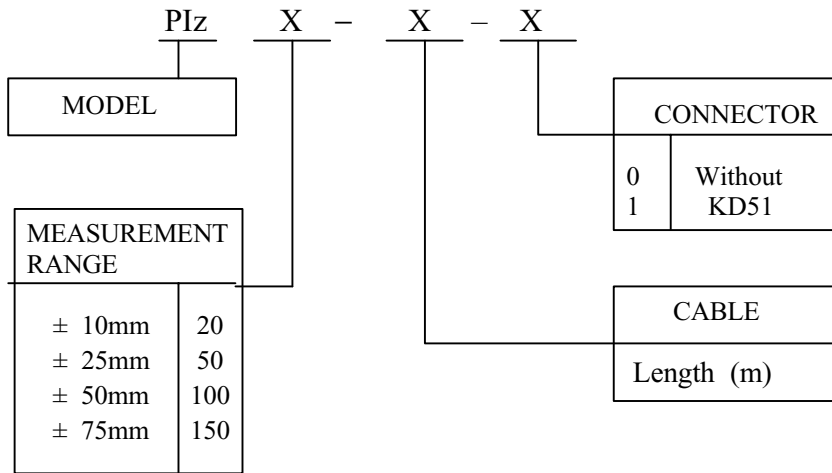 PIz X – X – X
MODEL
CONNECTOR
0 Without
1 KD51
MEASUREMENT
RANGE
± 10mm 20
± 25mm 50
± 50mm 100
± 75mm 150
CABLE
Length (m)